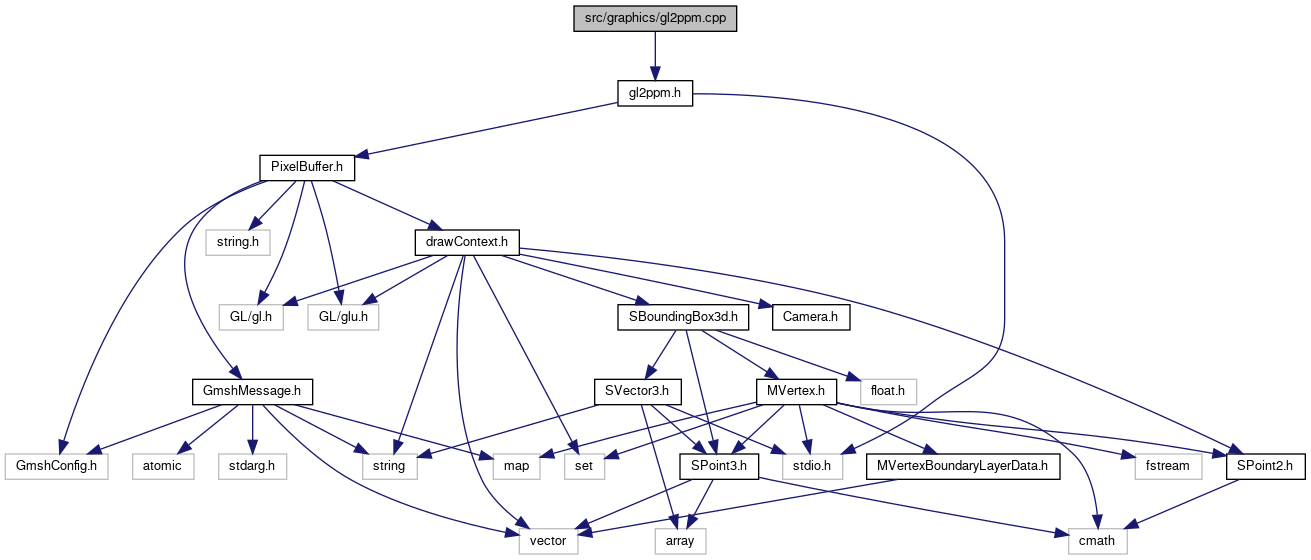 src/graphics/gl2ppm.cpp
gl2ppm.h
PixelBuffer.h
string.h
drawContext.h
GL/gl.h
GL/glu.h
SBoundingBox3d.h
Camera.h
GmshMessage.h
SVector3.h
MVertex.h
float.h
GmshConfig.h
atomic
stdarg.h
string
map
set
SPoint3.h
stdio.h
MVertexBoundaryLayerData.h
fstream
SPoint2.h
vector
array
cmath